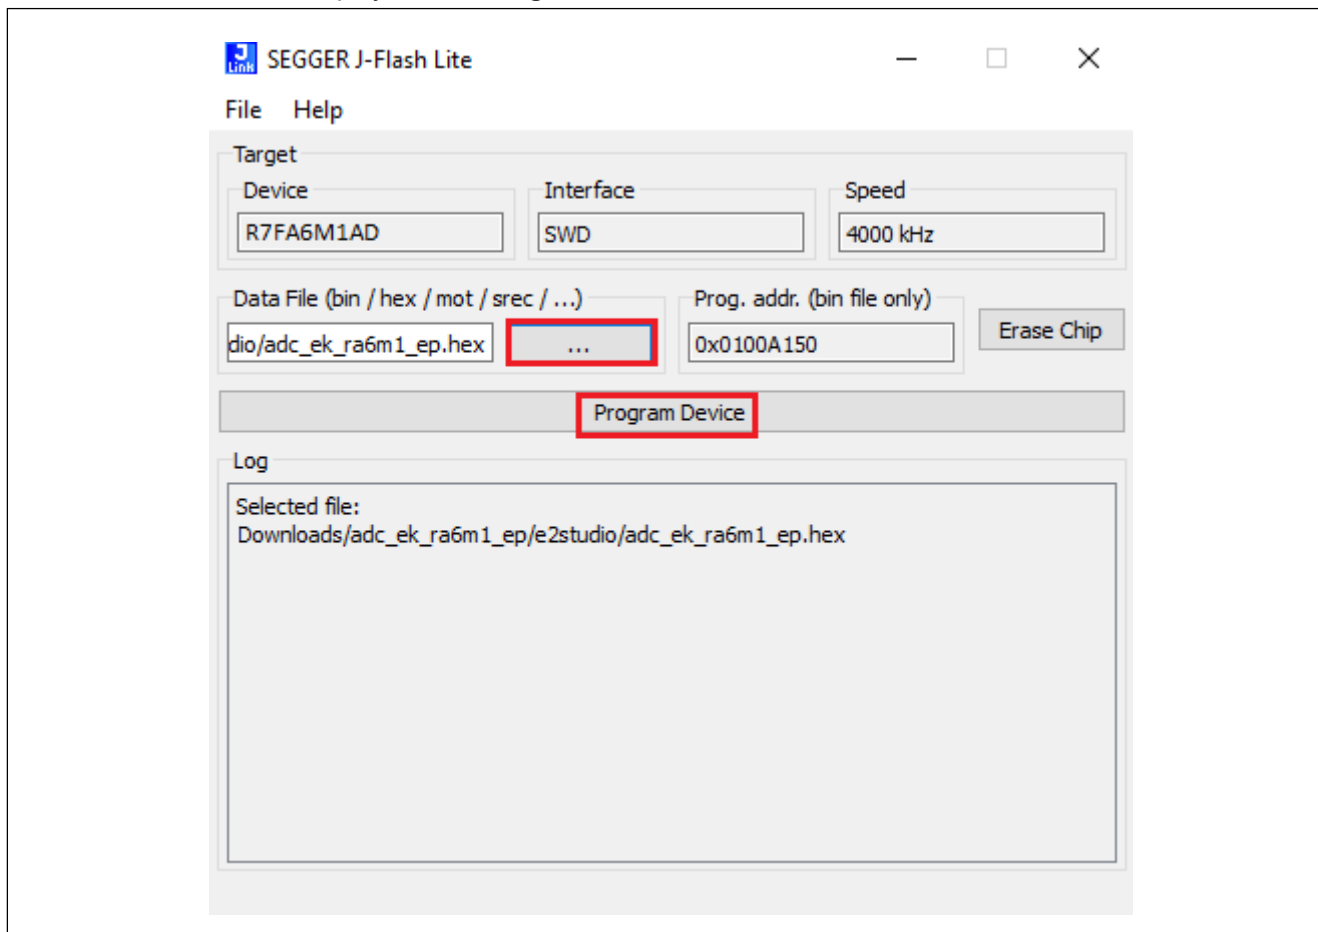 J
Link
SEGGER J-Flash Lite
File Help
Target
Device Interface Speed
R7FA6M1AD SWD 4000 kHz
Data File (bin / hex / mot / srec / ...) Prog. addr. (bin file only)
dio/adc_ek_ra6m1_ep.hex ... 0x0100A150 Erase Chip
Program Device
Log
Selected file:
Downloads/adc_ek_ra6m1_ep/e2studio/adc_ek_ra6m1_ep.hex